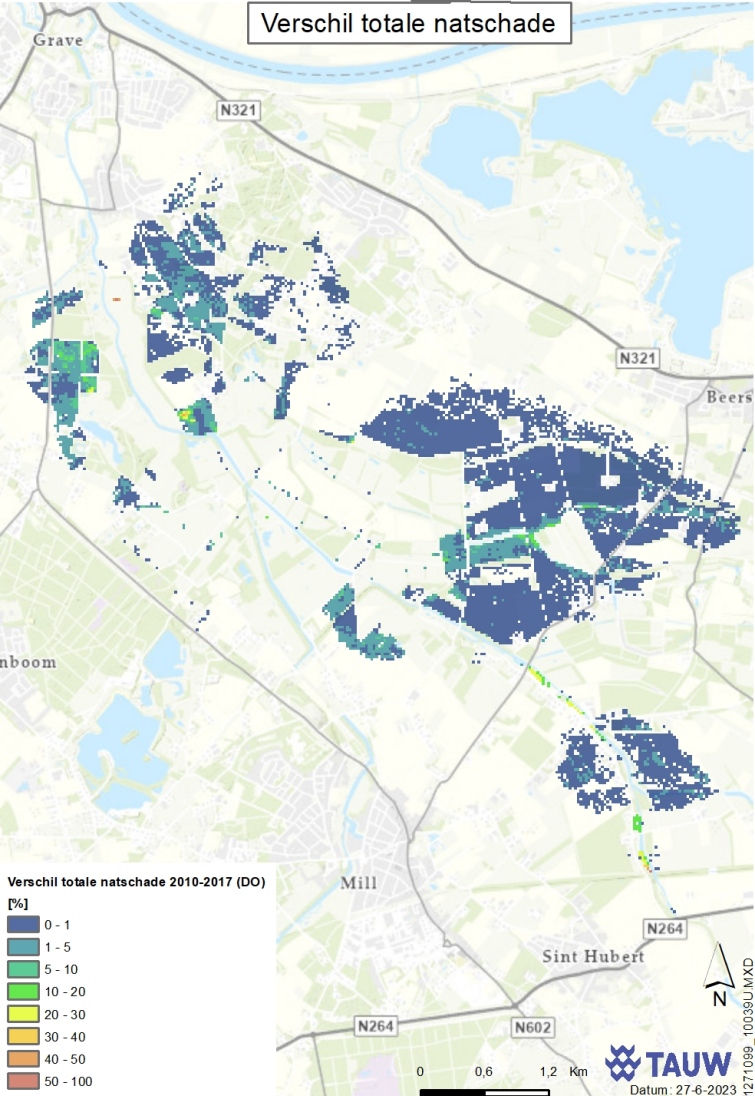 Verschil totale natschade
Grave
N321
N321
Beers
nboom
Mill
N264
Sint Hubert
N264
N602
Verschil totale natschade 2010-2017 (DO)
[%]
0 - 1
1 - 5
5 - 10
10 - 20
20 - 30
30 - 40
40 - 50
50 - 100
N
0 0,6 1,2 Km
TAUW
Datum: 27-6-2023
1271099_10039U.MXD